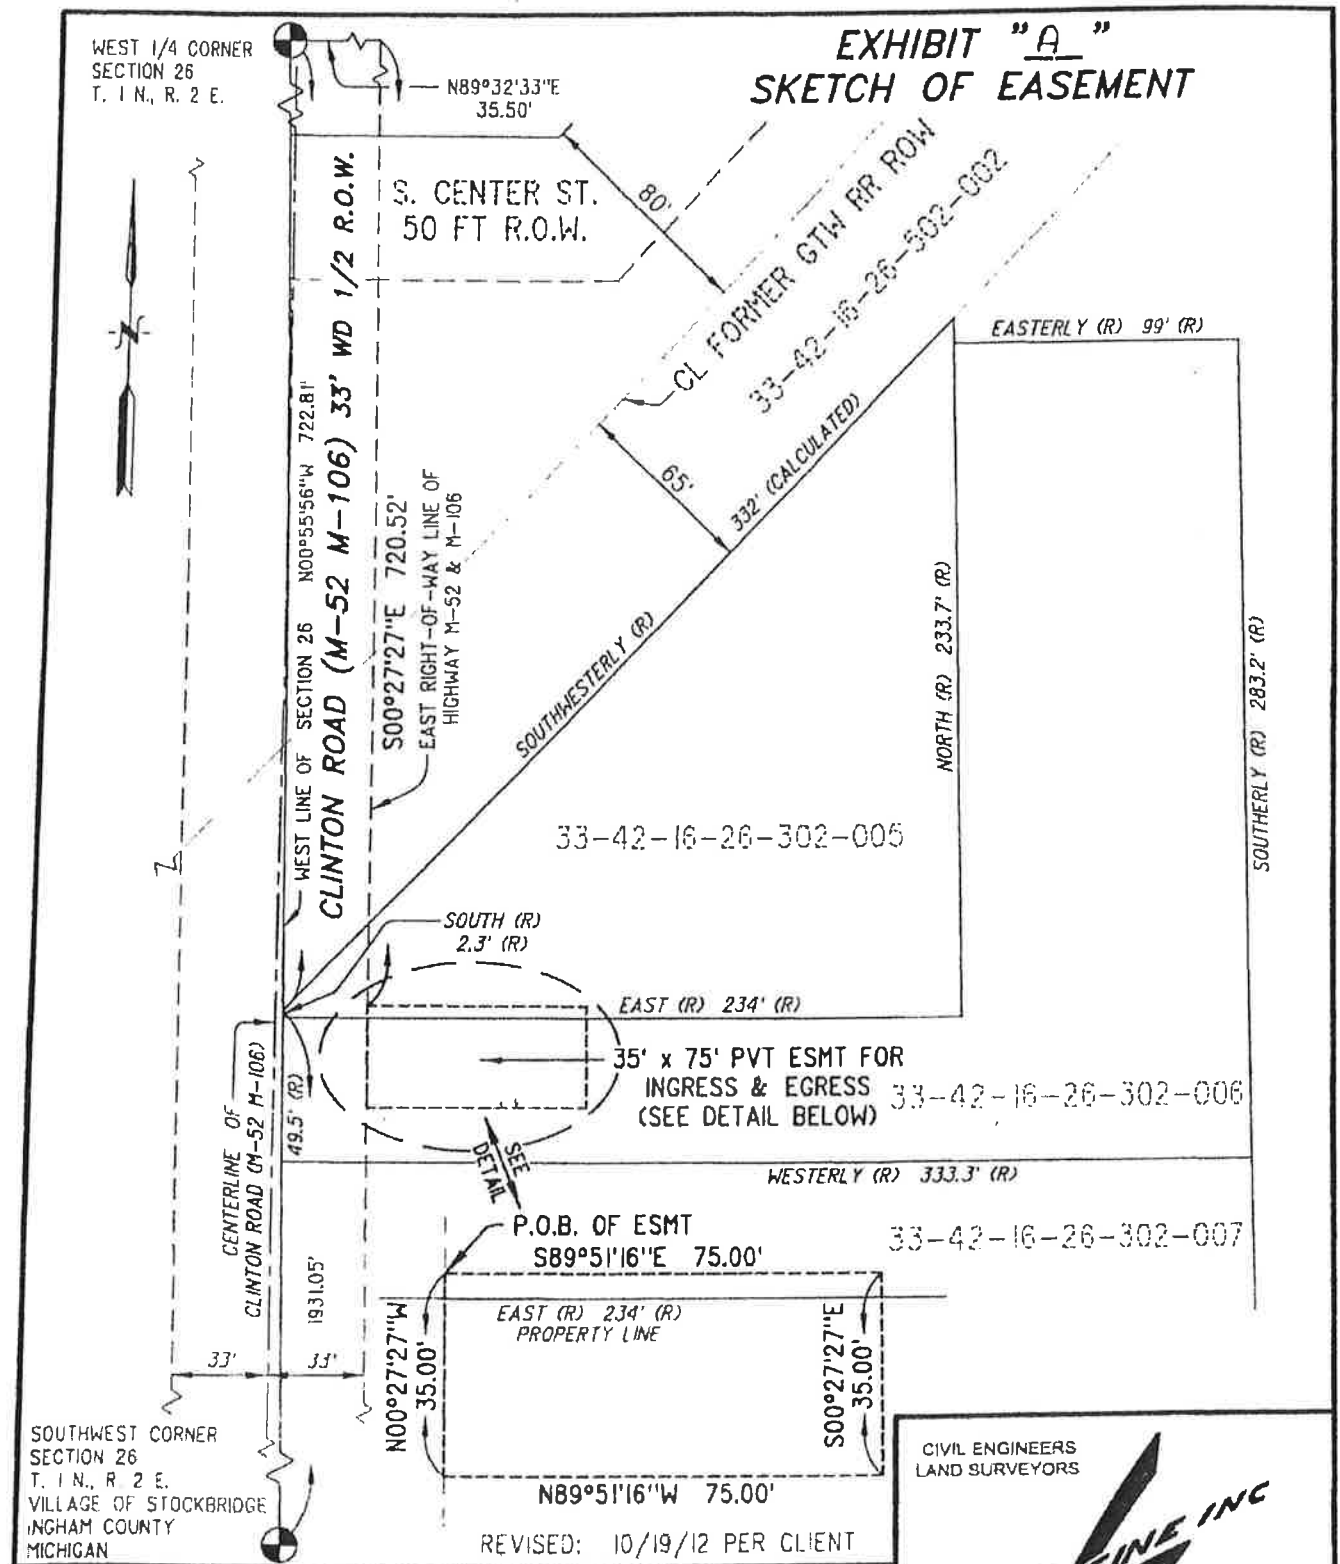 EXHIBIT "A"
SKETCH OF EASEMENT
WEST 1/4 CORNER
SECTION 26
T. 1 N., R. 2 E.
N89°32'33"E
35.50'
S. CENTER ST.
50 FT R.O.W.
80'
CL FORMER GTW RR ROW
33-42-16-26-502-002
EASTERLY (R) 99' (R)
N
WEST LINE OF SECTION 26 N00°55'56"W 722.81'
CLINTON ROAD (M-52 M-106) 33' WD 1/2 R.O.W.
S00°27'27"E 720.52'
EAST RIGHT-OF-WAY LINE OF
HIGHWAY M-52 & M-106
65'
332' (CALCULATED)
SOUTHWESTERLY (R)
NORTH (R) 233.7' (R)
SOUTHERLY (R) 283.2' (R)
33-42-16-26-302-005
SOUTH (R)
2.3' (R)
EAST (R) 234' (R)
35' x 75' PVT ESMT FOR
INGRESS & EGRESS
(SEE DETAIL BELOW)
33-42-16-26-302-006
CENTERLINE OF
CLINTON ROAD (M-52 M-106)
49.5' (R)
SEE
DETAIL
WESTERLY (R) 333.3' (R)
33-42-16-26-302-007
P.O.B. OF ESMT
S89°51'16"E 75.00'
1931.05'
EAST (R) 234' (R)
PROPERTY LINE
N00°27'27"W
35.00'
S00°27'27"E
35.00'
33'
33'
N89°51'16"W 75.00'
SOUTHWEST CORNER
SECTION 26
T. 1 N., R. 2 E.
VILLAGE OF STOCKBRIDGE
INGHAM COUNTY
MICHIGAN
REVISED: 10/19/12 PER CLIENT
CIVIL ENGINEERS
LAND SURVEYORS
INC